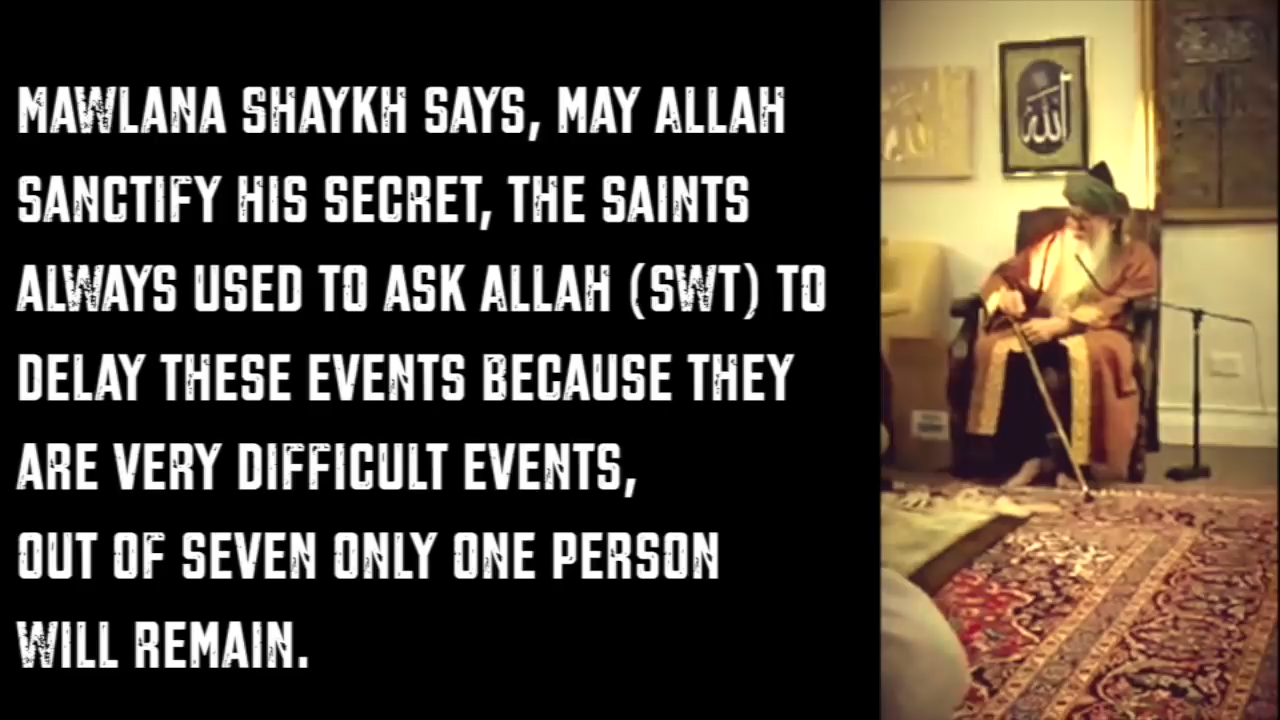 MAWLANA SHAYKH SAYS, MAY ALLAH
SANCTIFY HIS SECRET, THE SAINTS
ALWAYS USED TO ASK ALLAH (SWT) TO
DELAY THESE EVENTS BECAUSE THEY
ARE VERY DIFFICULT EVENTS,
OUT OF SEVEN ONLY ONE PERSON
WILL REMAIN.
الله